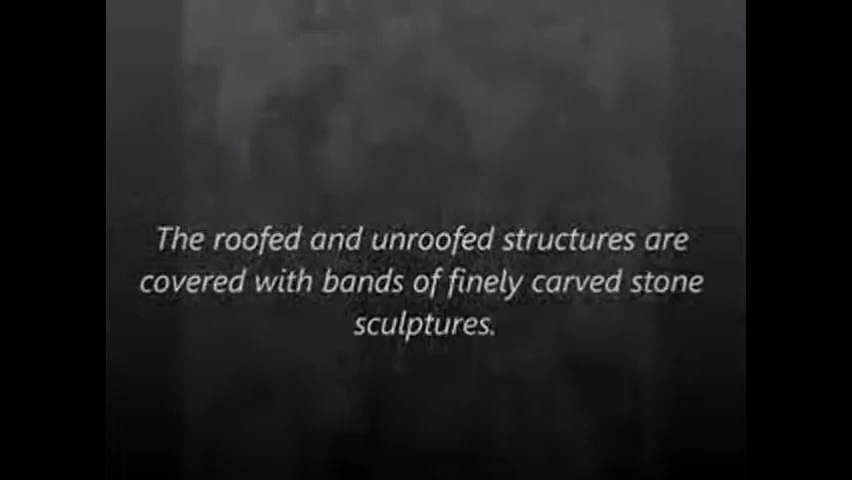 The roofed and unroofed structures are
covered with bands of finely carved stone
sculptures.